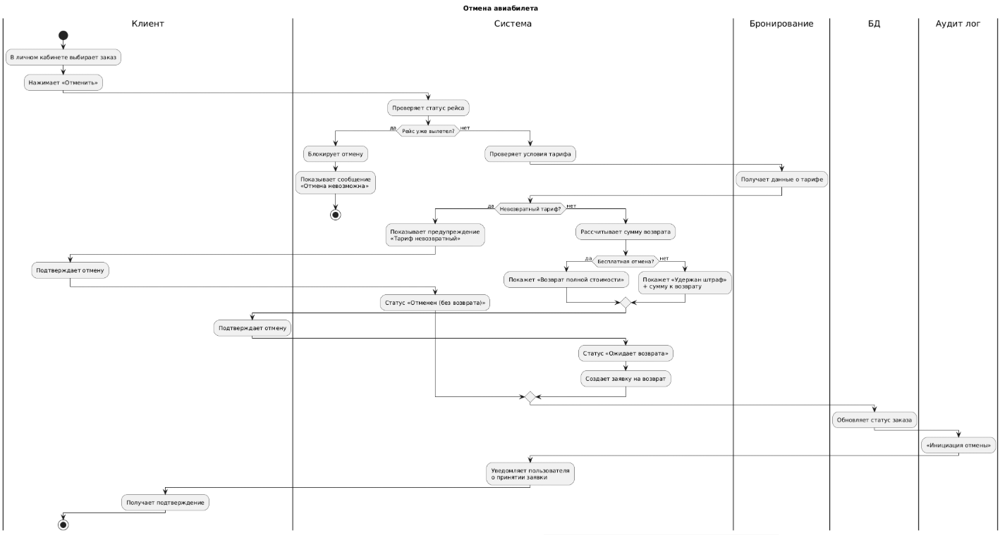 Отмена авиабилета
Клиент
Система
Бронирование
БД
Аудит лог
В личном кабинете выбирает заказ
Нажимает «Отменить»
Проверяет статус рейса
да
Рейс уже вылетел?
нет
Блокирует отмену
Проверяет условия тарифа
Показывает сообщение
«Отмена невозможна»
Получает данные о тарифе
да
Невозвратный тариф?
нет
Показывает предупреждение
«Тариф невозвратный»
Рассчитывает сумму возврата
да
Бесплатная отмена?
нет
Подтверждает отмену
Покажет «Возврат полной стоимости»
Покажет «Удержан штраф»
+ сумму к возврату
Статус «Отменен (без возврата)»
Подтверждает отмену
Статус «Ожидает возврата»
Создает заявку на возврат
Обновляет статус заказа
«Инициация отмены»
Уведомляет пользователя
о принятии заявки
Получает подтверждение